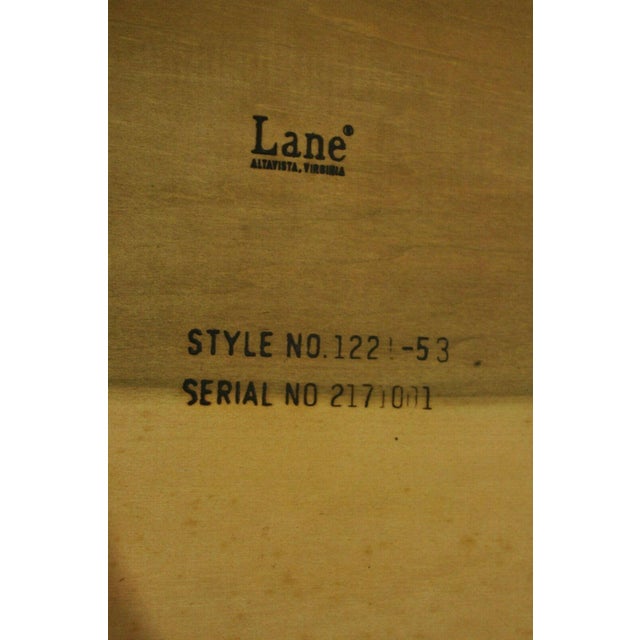 Lane®
ALTAVISTA, VIRGINIA
STYLE NO. 1221-53
SERIAL NO 2171001